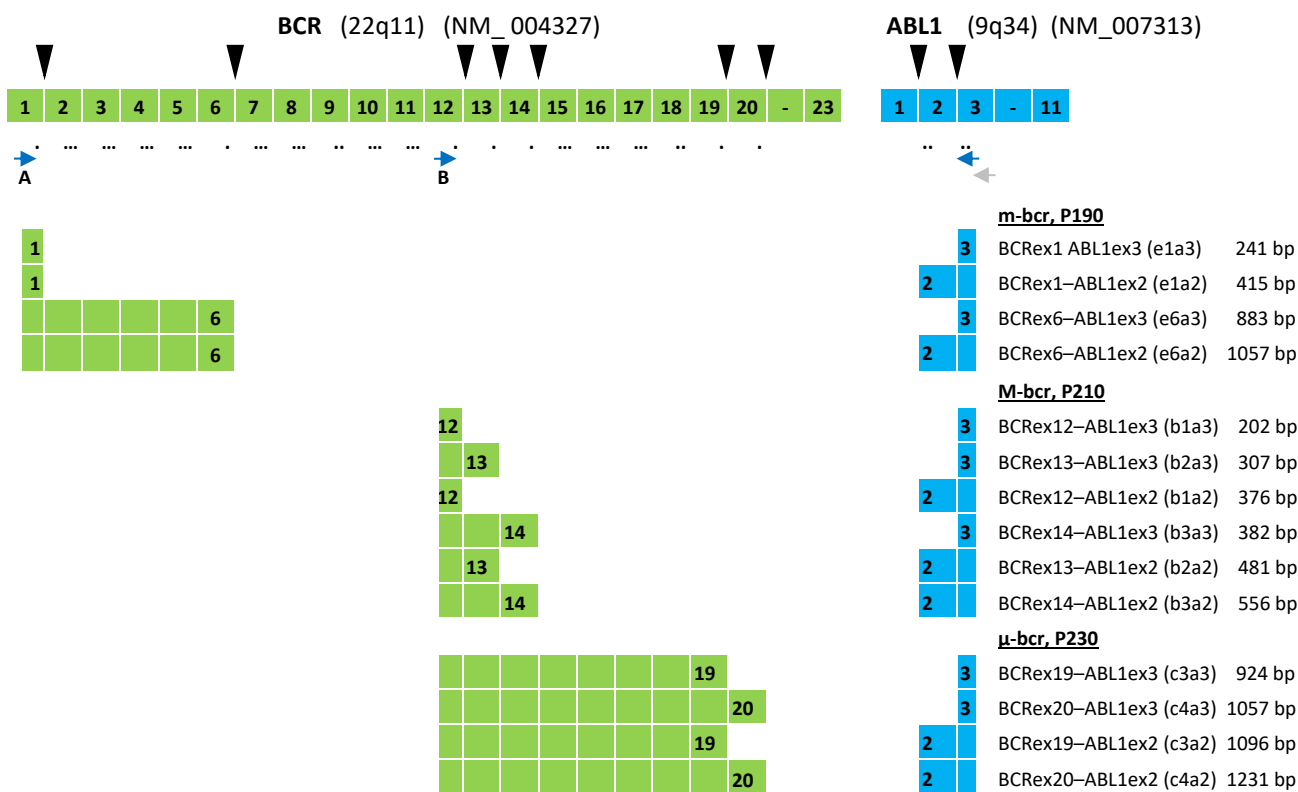 BCR (22q11) (NM_ 004327) ABL1 (9q34) (NM_007313)
1 2 3 4 5 6 7 8 9 10 11 12 13 14 15 16 17 18 19 20 - 23 1 2 3 - 11
. ... ... ... ... . ... ... .. ... ... . . . ... ... ... .. . . .. ..
A B
m-bcr, P190
1 3 BCRex1 ABL1ex3 (e1a3) 241 bp
1 2 BCRex1–ABL1ex2 (e1a2) 415 bp
6 3 BCRex6–ABL1ex3 (e6a3) 883 bp
6 2 BCRex6–ABL1ex2 (e6a2) 1057 bp
M-bcr, P210
12 3 BCRex12–ABL1ex3 (b1a3) 202 bp
13 3 BCRex13–ABL1ex3 (b2a3) 307 bp
12 2 BCRex12–ABL1ex2 (b1a2) 376 bp
14 3 BCRex14–ABL1ex3 (b3a3) 382 bp
13 2 BCRex13–ABL1ex2 (b2a2) 481 bp
14 2 BCRex14–ABL1ex2 (b3a2) 556 bp
µ-bcr, P230
19 3 BCRex19–ABL1ex3 (c3a3) 924 bp
20 3 BCRex20–ABL1ex3 (c4a3) 1057 bp
19 2 BCRex19–ABL1ex2 (c3a2) 1096 bp
20 2 BCRex20–ABL1ex2 (c4a2) 1231 bp